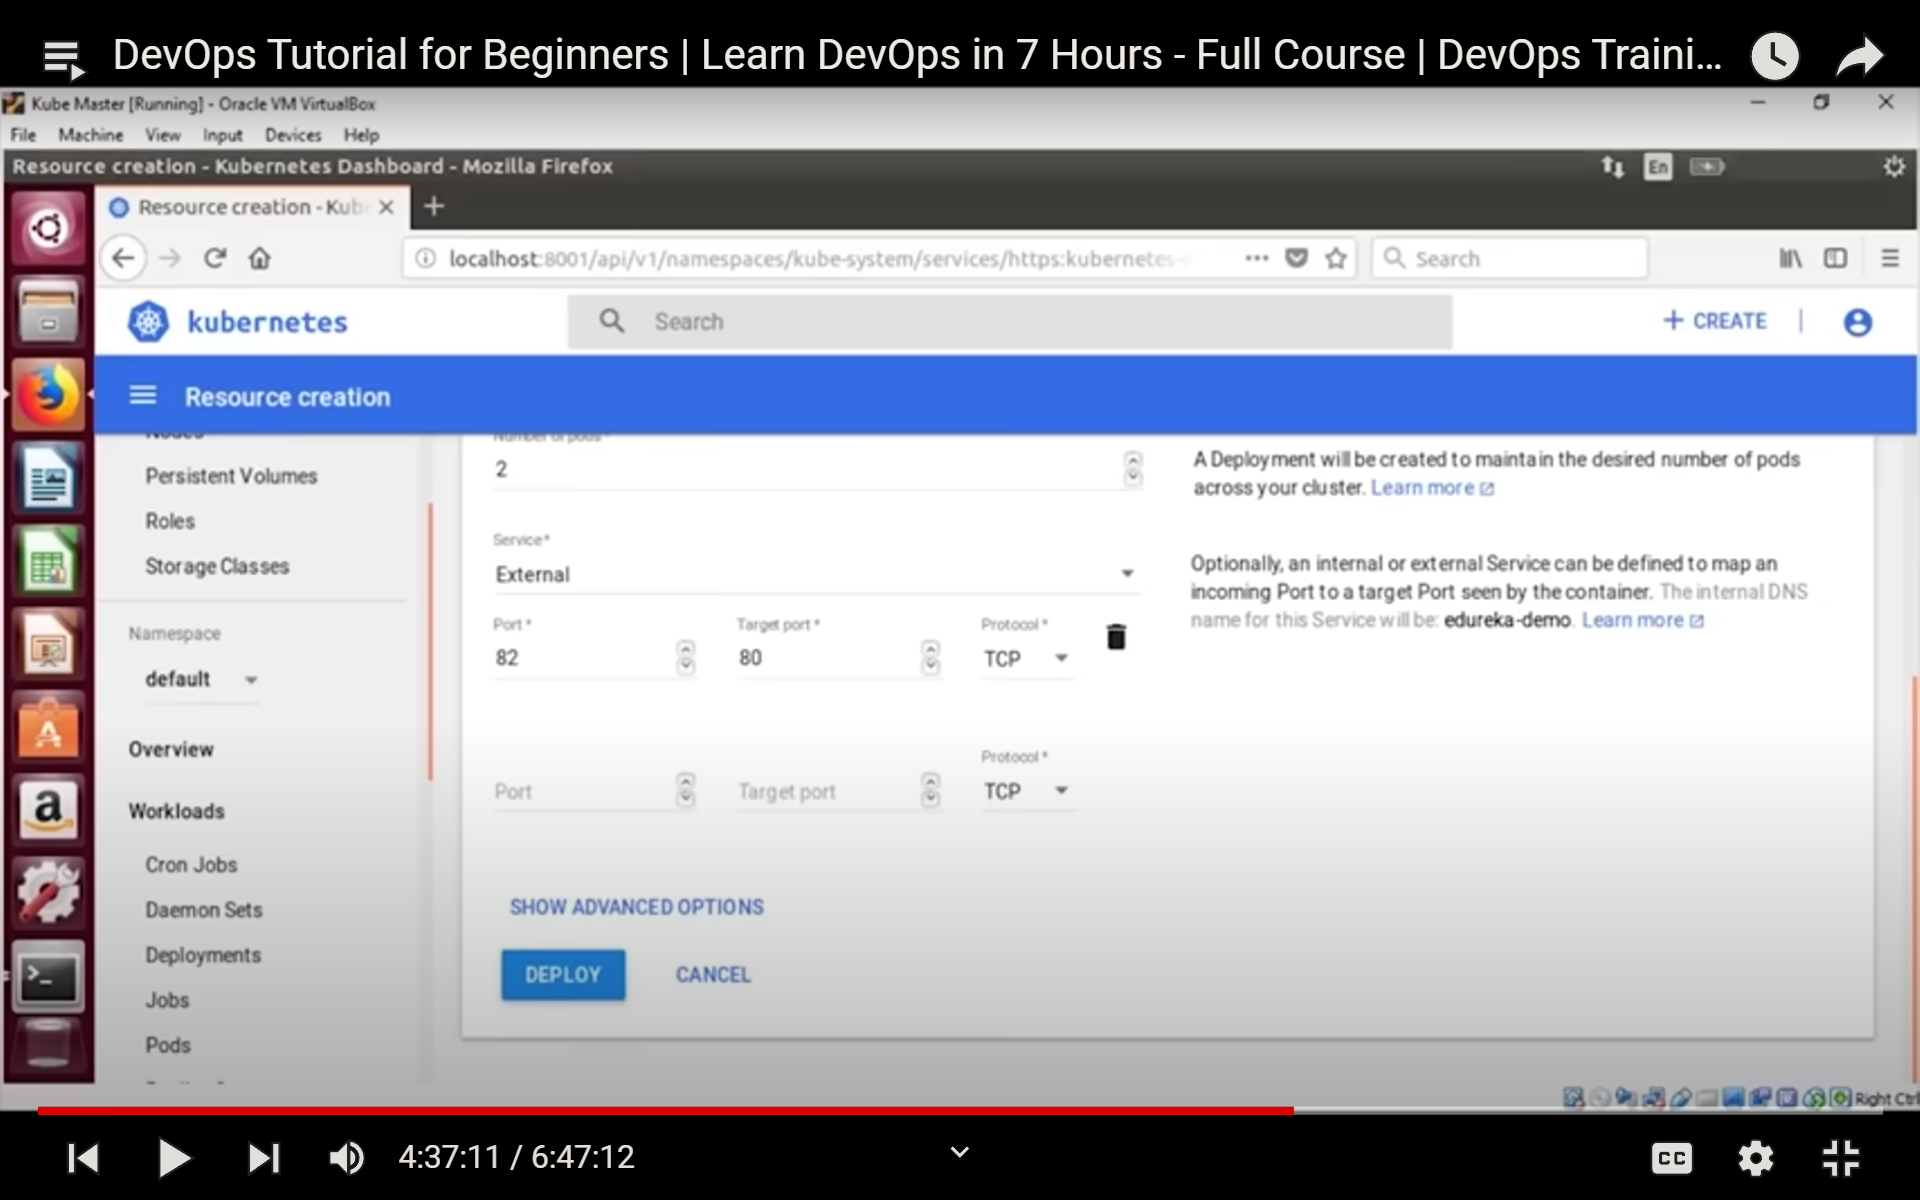 DevOps Tutorial for Beginners | Learn DevOps in 7 Hours - Full Course | DevOps Traini...
Kube Master [Running] - Oracle VM VirtualBox
File Machine View Input Devices Help
Resource creation - Kubernetes Dashboard - Mozilla Firefox
En
Resource creation - Kub
localhost:8001/api/v1/namespaces/kube-system/services/https:kubernetes-
Search
kubernetes
Search
+ CREATE
Resource creation
Nodes
Persistent Volumes
Roles
Storage Classes
Namespace
default
Overview
Workloads
Cron Jobs
Daemon Sets
Deployments
Jobs
Pods
Number of pods *
2
Service *
External
Port *
82
Target port *
80
Protocol *
TCP
Port
Target port
Protocol *
TCP
SHOW ADVANCED OPTIONS
DEPLOY
CANCEL
A Deployment will be created to maintain the desired number of pods
across your cluster. Learn more
Optionally, an internal or external Service can be defined to map an
incoming Port to a target Port seen by the container. The internal DNS
name for this Service will be: edureka-demo. Learn more
Right Ctrl
4:37:11 / 6:47:12
CC